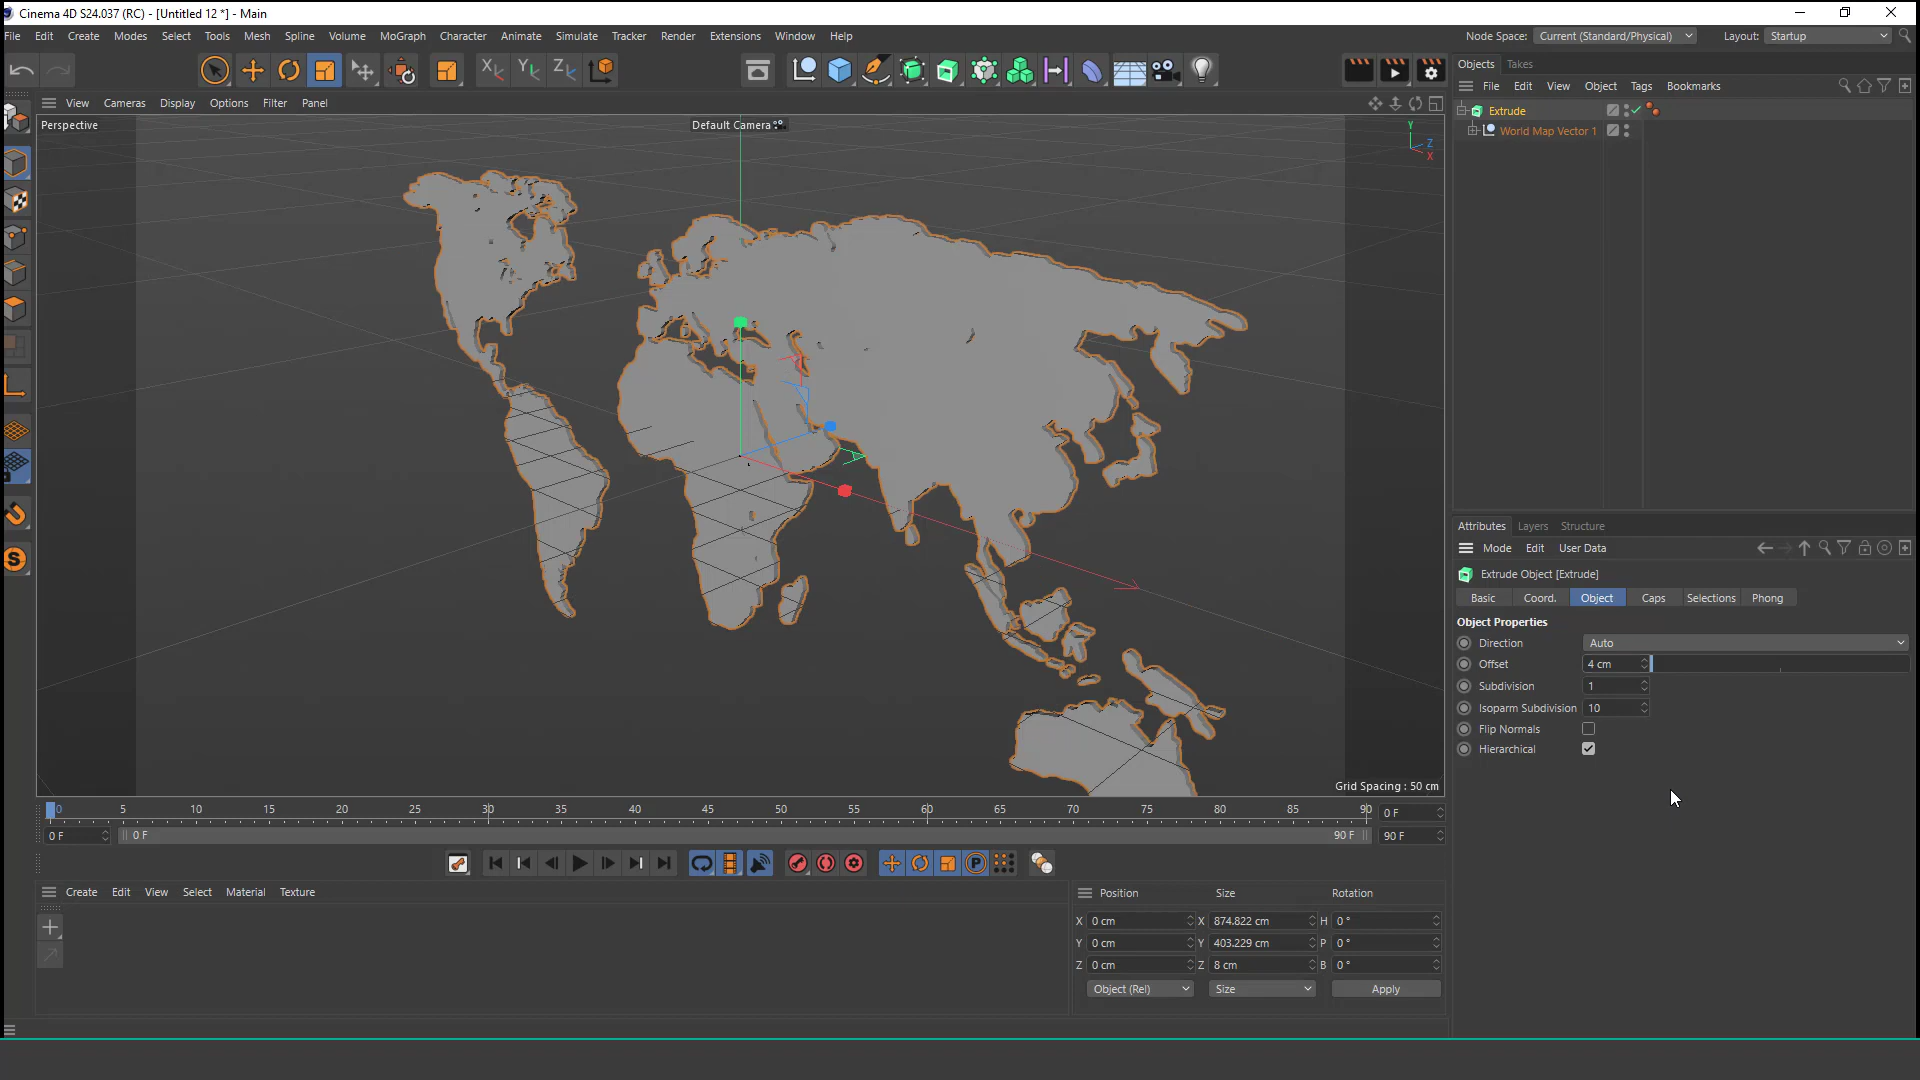 Cinema 4D S24.037 (RC) - [Untitled 12 *] - Main
File Edit Create Modes Select Tools Mesh Spline Volume MoGraph Character Animate Simulate Tracker Render Extensions Window Help
Node Space: Current (Standard/Physical) Layout: Startup
X Y Z
Objects Takes
File Edit View Object Tags Bookmarks
View Cameras Display Options Filter Panel
Perspective
Default Camera
Y
Z
X
Extrude
World Map Vector 1
Grid Spacing : 50 cm
Attributes Layers Structure
Mode Edit User Data
Extrude Object [Extrude]
Basic Coord. Object Caps Selections Phong
Object Properties
Direction Auto
Offset 4 cm
Subdivision 1
Isoparm Subdivision 10
Flip Normals
Hierarchical
0 5 10 15 20 25 30 35 40 45 50 55 60 65 70 75 80 85 90 0 F
0 F 0 F 90 F 90 F
P
Create Edit View Select Material Texture
Position Size Rotation
X 0 cm X 874.822 cm H 0 °
Y 0 cm Y 403.229 cm P 0 °
Z 0 cm Z 8 cm B 0 °
Object (Rel) Size Apply